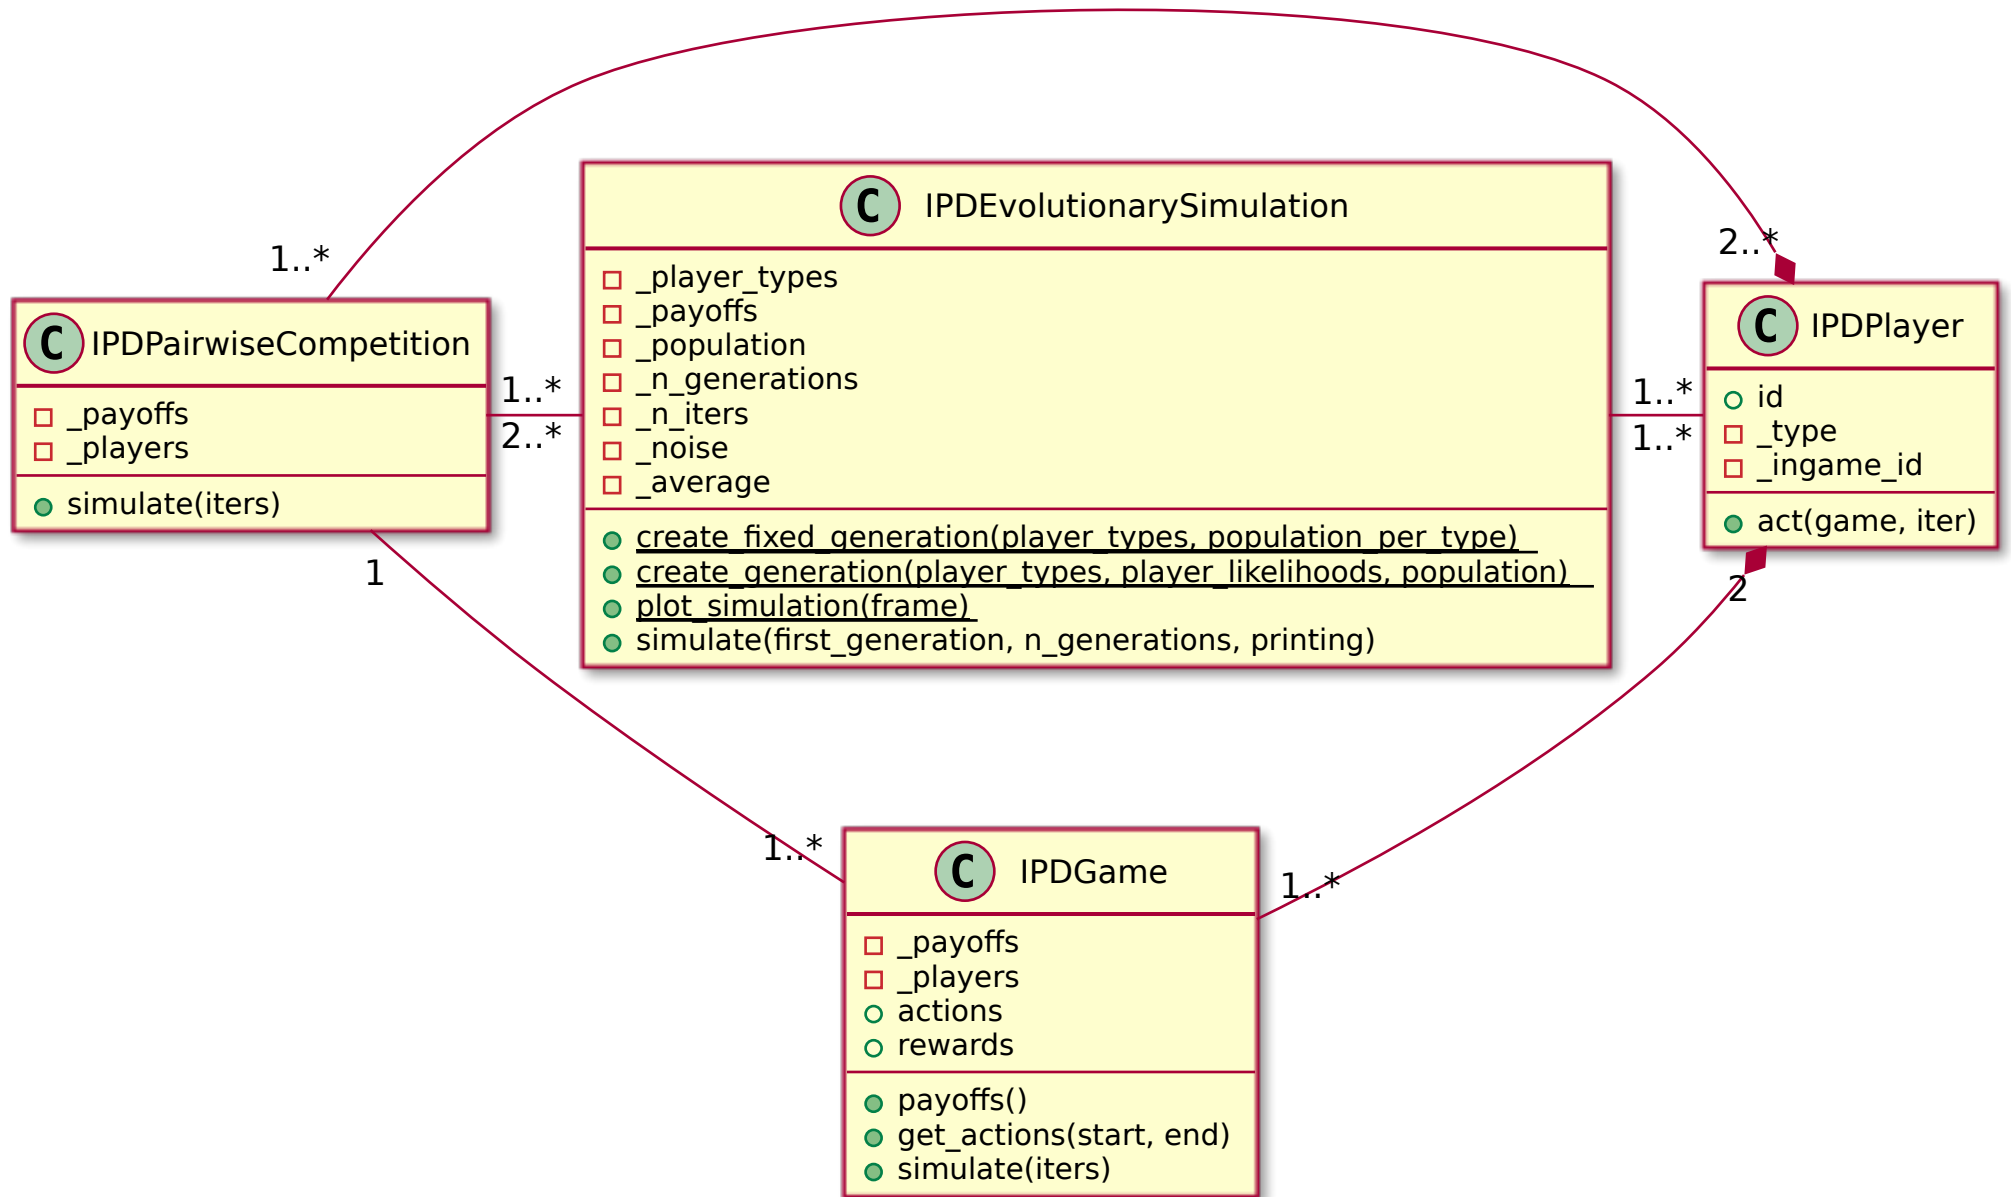 C IPDEvolutionarySimulation
_player_types
_payoffs
_population
_n_generations
_n_iters
_noise
_average
create_fixed_generation(player_types, population_per_type)
create_generation(player_types, player_likelihoods, population)
plot_simulation(frame)
simulate(first_generation, n_generations, printing)
1..*
2..*
C IPDPairwiseCompetition
_payoffs
_players
simulate(iters)
1..*
2..*
1..*
1..*
C IPDPlayer
id
_type
_ingame_id
act(game, iter)
1
2
1..*
1..*
C IPDGame
_payoffs
_players
actions
rewards
payoffs()
get_actions(start, end)
simulate(iters)